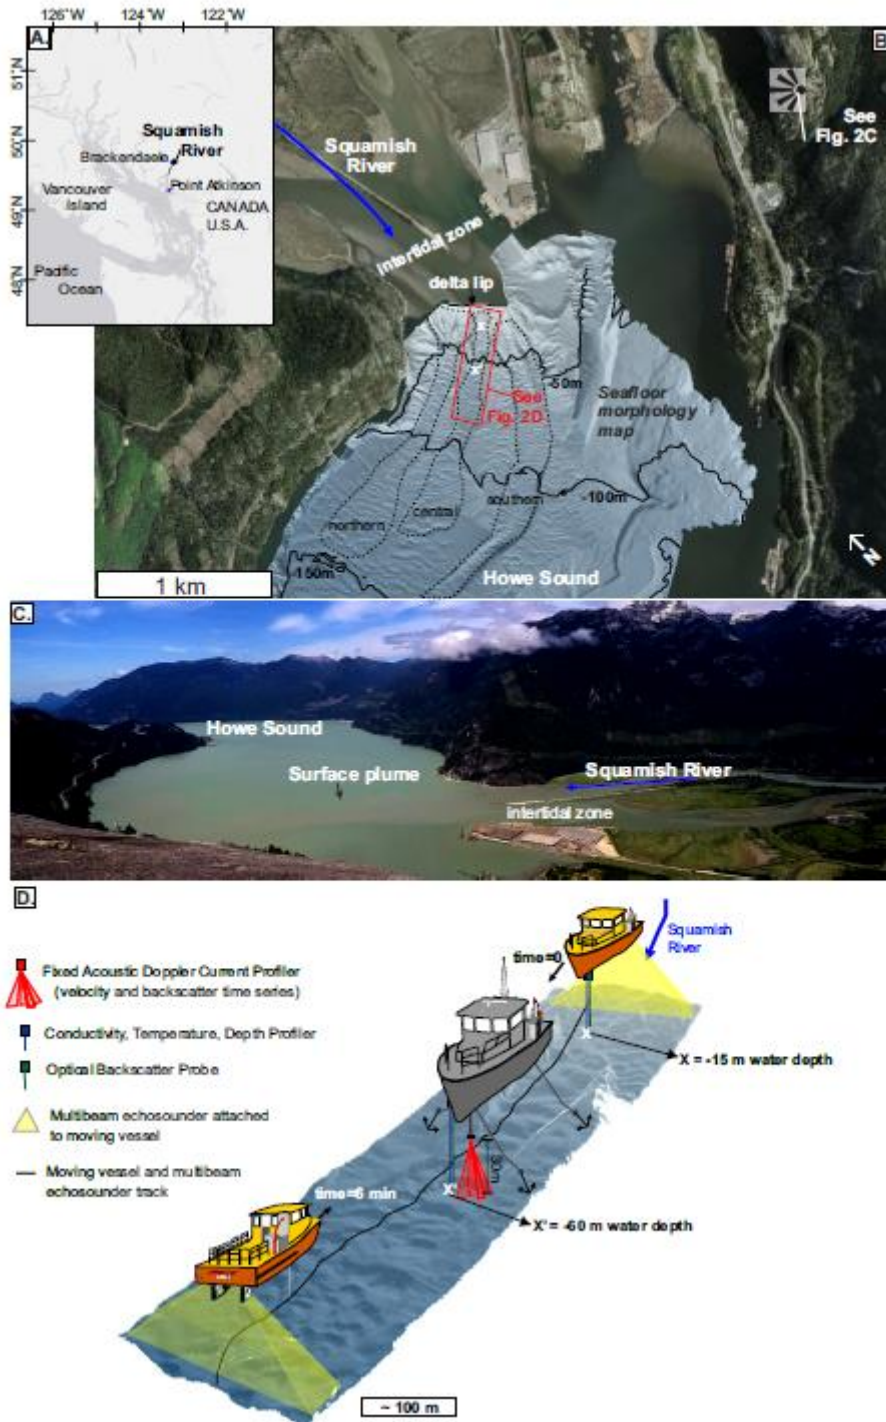 126°W
124°W
122°W
A.
51°N
50°N
49°N
48°N
Squamish
River
Brackendale
Point Atkinson
Vancouver
Island
CANADA
U.S.A.
Pacific
Ocean
B
Squamish
River
See
Fig. 2C
intertidal zone
delta lip
X
X'
-50m
See
Fig. 2D
Seafloor
morphology
map
northern
central
southern
-100m
-150m
Howe Sound
1 km
N
C.
Howe Sound
Surface plume
Squamish River
intertidal zone
D.
Squamish
River
time=0
Fixed Acoustic Doppler Current Profiler
(velocity and backscatter time series)
Conductivity, Temperature, Depth Profiler
Optical Backscatter Probe
Multibeam echosounder attached
to moving vessel
Moving vessel and multibeam
echosounder track
X
X = -15 m water depth
30m
time=6 min
X'
X' = -60 m water depth
~ 100 m